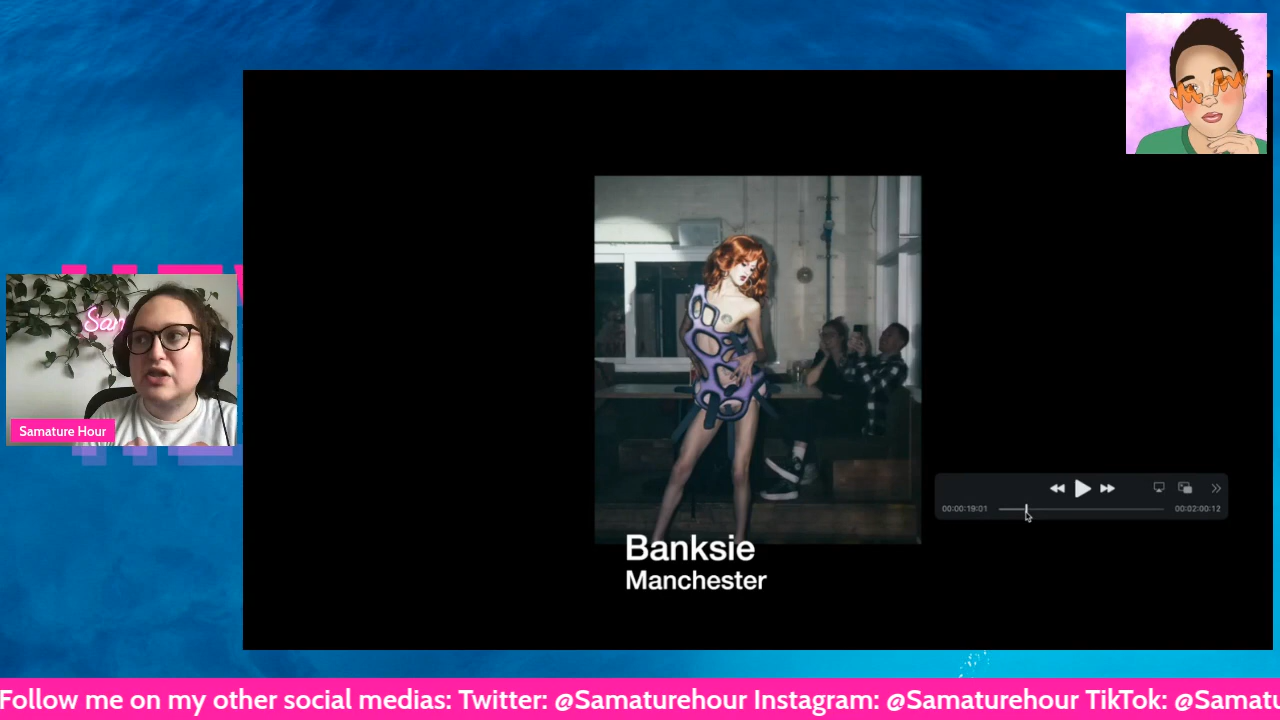 San
Samature Hour
Banksie
Manchester
00:00:19:01
00:02:00:12
Follow me on my other social medias: Twitter: @Samaturehour Instagram: @Samaturehour TikTok: @Samatu